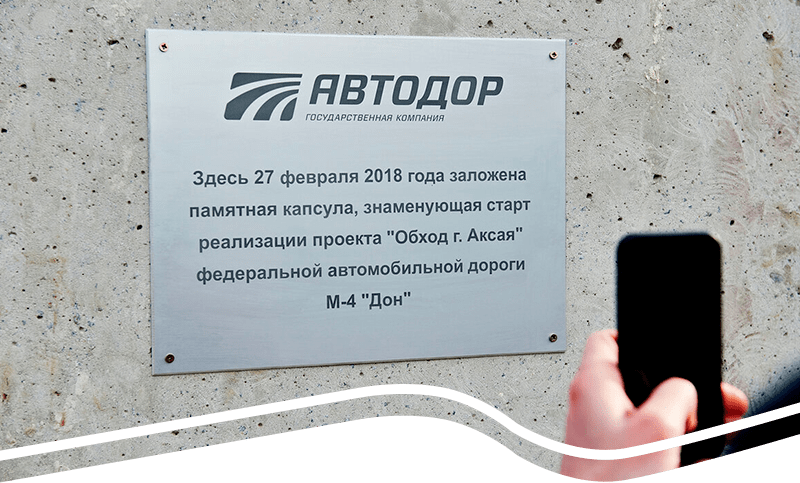 АВТОДОР
ГОСУДАРСТВЕННАЯ КОМПАНИЯ
Здесь 27 февраля 2018 года заложена
памятная капсула, знаменующая старт
реализации проекта "Обход г. Аксая"
федеральной автомобильной дороги
М-4 "Дон"